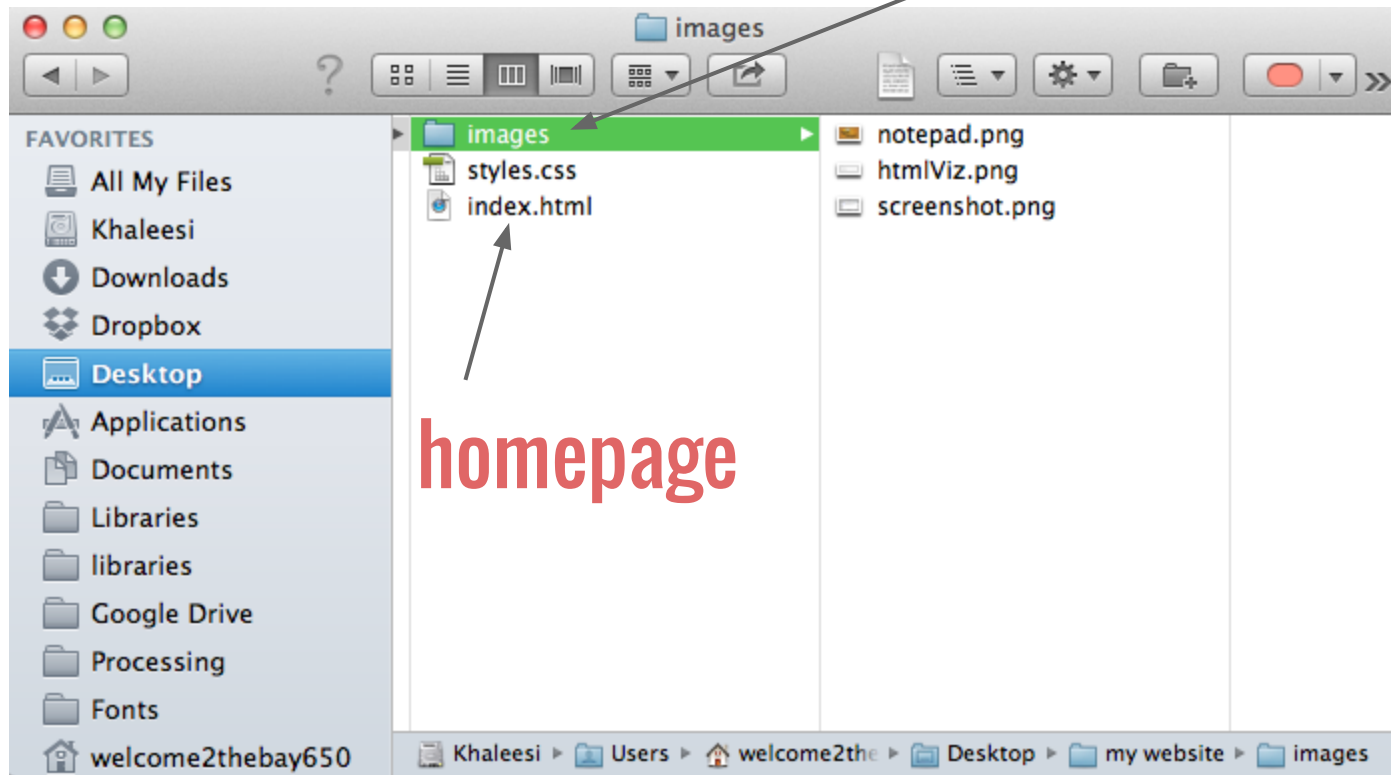 images
?
FAVORITES
All My Files
Khaleesi
Downloads
Dropbox
Desktop
Applications
Documents
Libraries
libraries
Google Drive
Processing
Fonts
welcome2thebay650
images
styles.css
index.html
homepage
notepad.png
htmlViz.png
screenshot.png
Khaleesi ▸ Users ▸ welcome2the ▸ Desktop ▸ my website ▸ images